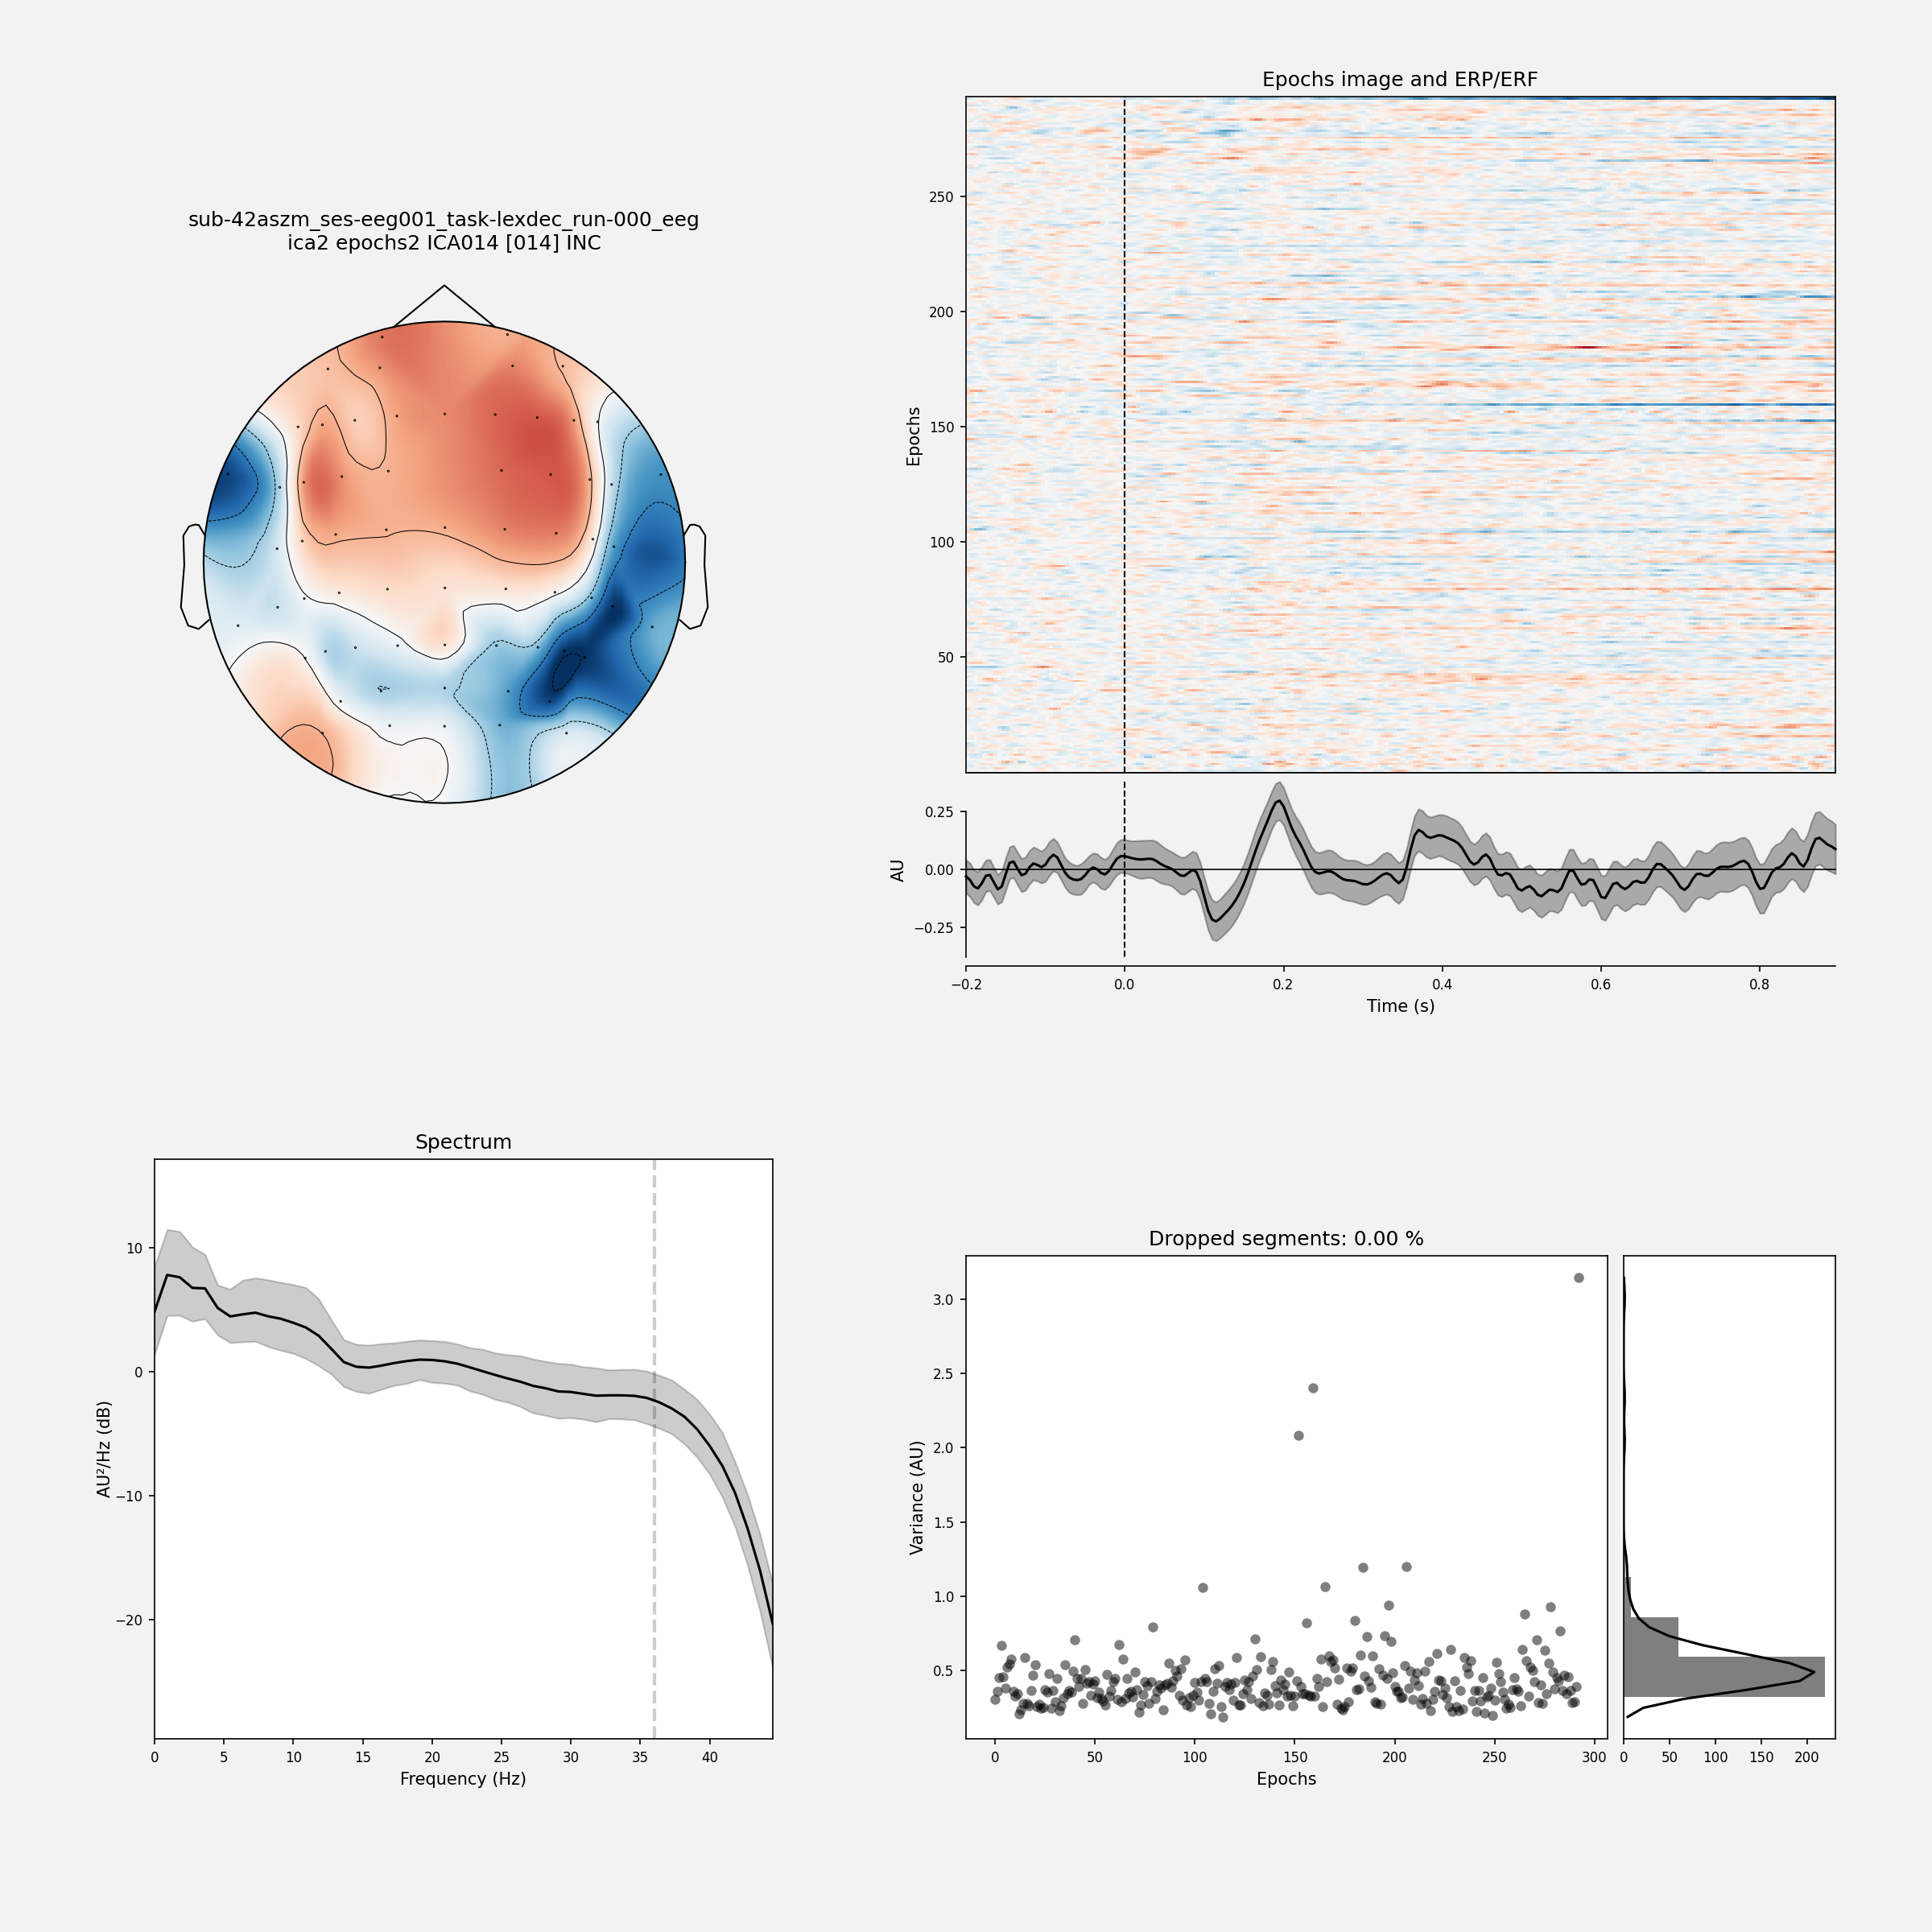 sub-42aszm_ses-eeg001_task-lexdec_run-000_eeg
ica2 epochs2 ICA014 [014] INC
Epochs image and ERP/ERF
250
200
150
100
50
Epochs
0.25
0.00
−0.25
AU
−0.2 0.0 0.2 0.4 0.6 0.8
Time (s)
Spectrum
10
0
−10
−20
AU²/Hz (dB)
0 5 10 15 20 25 30 35 40
Frequency (Hz)
Dropped segments: 0.00 %
3.0
2.5
2.0
1.5
1.0
0.5
Variance (AU)
0 50 100 150 200 250 300
Epochs
0 50 100 150 200